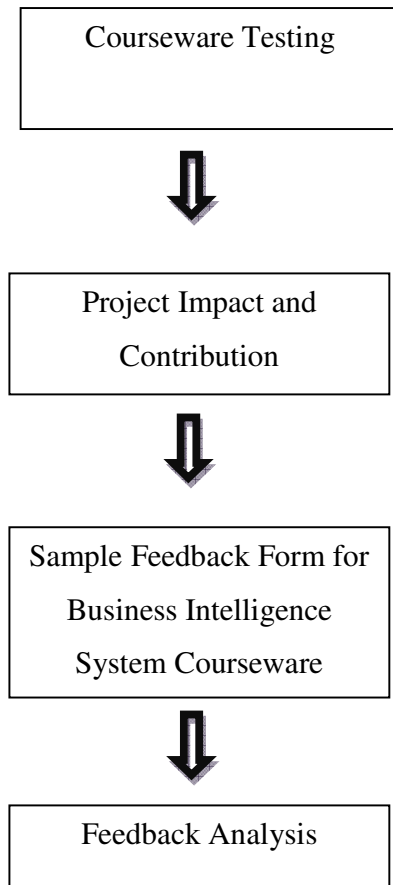 Courseware Testing
Project Impact and
Contribution
Sample Feedback Form for
Business Intelligence
System Courseware
Feedback Analysis